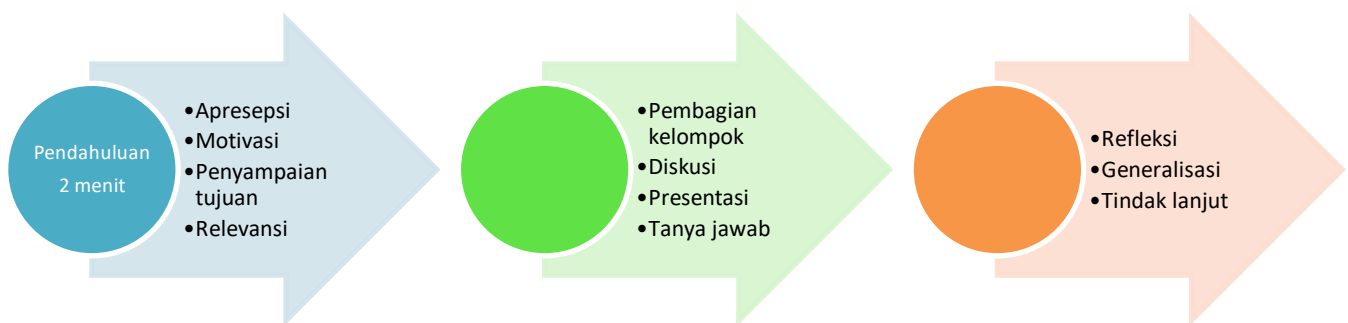 Pendahuluan
2 menit
•Apresepsi
•Motivasi
•Penyampaian
tujuan
•Relevansi
•Pembagian
kelompok
•Diskusi
•Presentasi
•Tanya jawab
•Refleksi
•Generalisasi
•Tindak lanjut